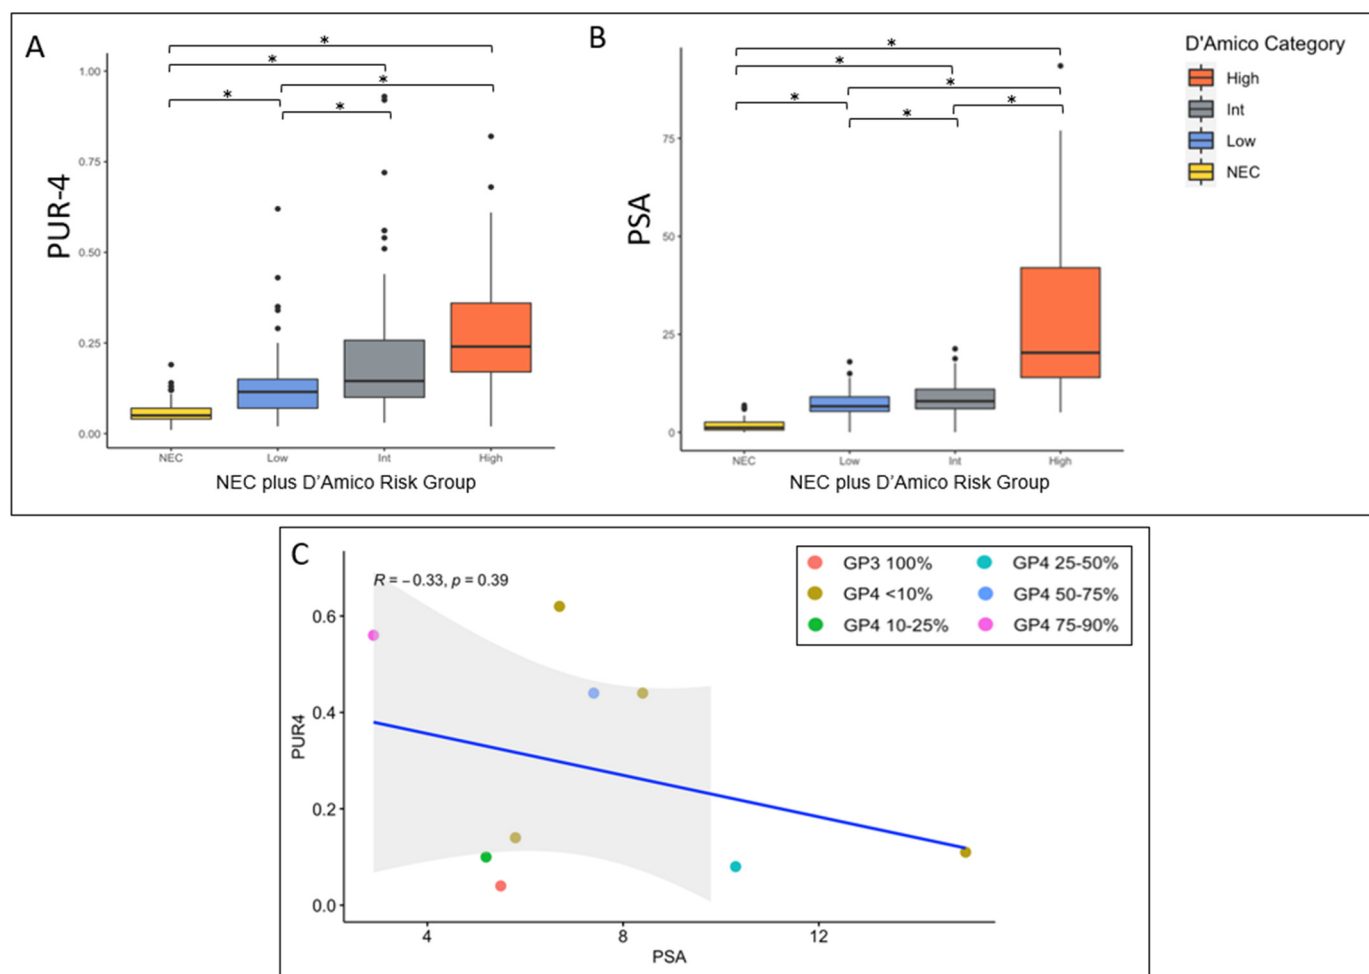 A
B
D'Amico Category
High
Int
Low
NEC
*
*
*
*
*
1.00
0.75
0.50
0.25
0.00
PUR-4
NEC Low Int High
NEC plus D'Amico Risk Group
*
*
*
*
*
*
75
50
25
0
PSA
NEC Low Int High
NEC plus D'Amico Risk Group
C
R = −0.33, p = 0.39
GP3 100% GP4 25-50%
GP4 <10% GP4 50-75%
GP4 10-25% GP4 75-90%
0.6
0.4
0.2
0.0
PUR4
4 8 12
PSA